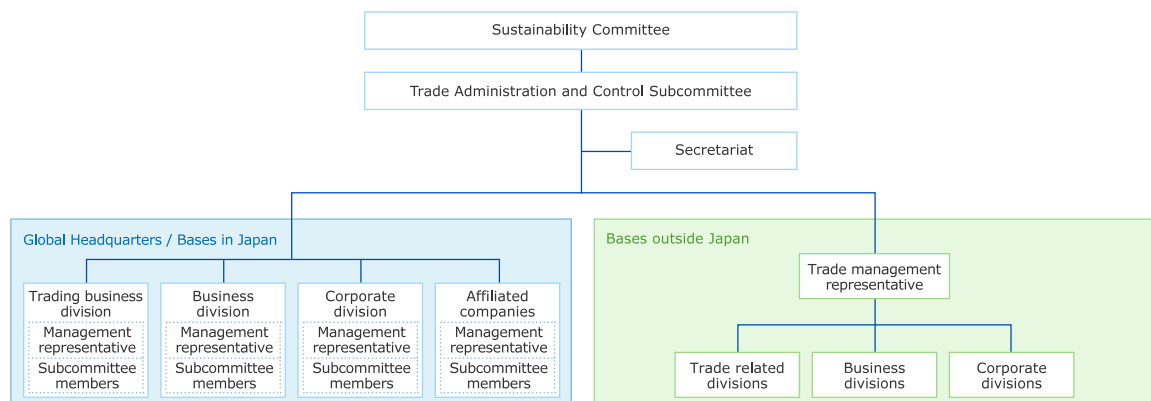 Sustainability Committee
Trade Administration and Control Subcommittee
Secretariat
Global Headquarters / Bases in Japan
Trading business
division
Management
representative
Subcommittee
members
Business
division
Management
representative
Subcommittee
members
Corporate
division
Management
representative
Subcommittee
members
Affiliated
companies
Management
representative
Subcommittee
members
Bases outside Japan
Trade management
representative
Trade related
divisions
Business
divisions
Corporate
divisions